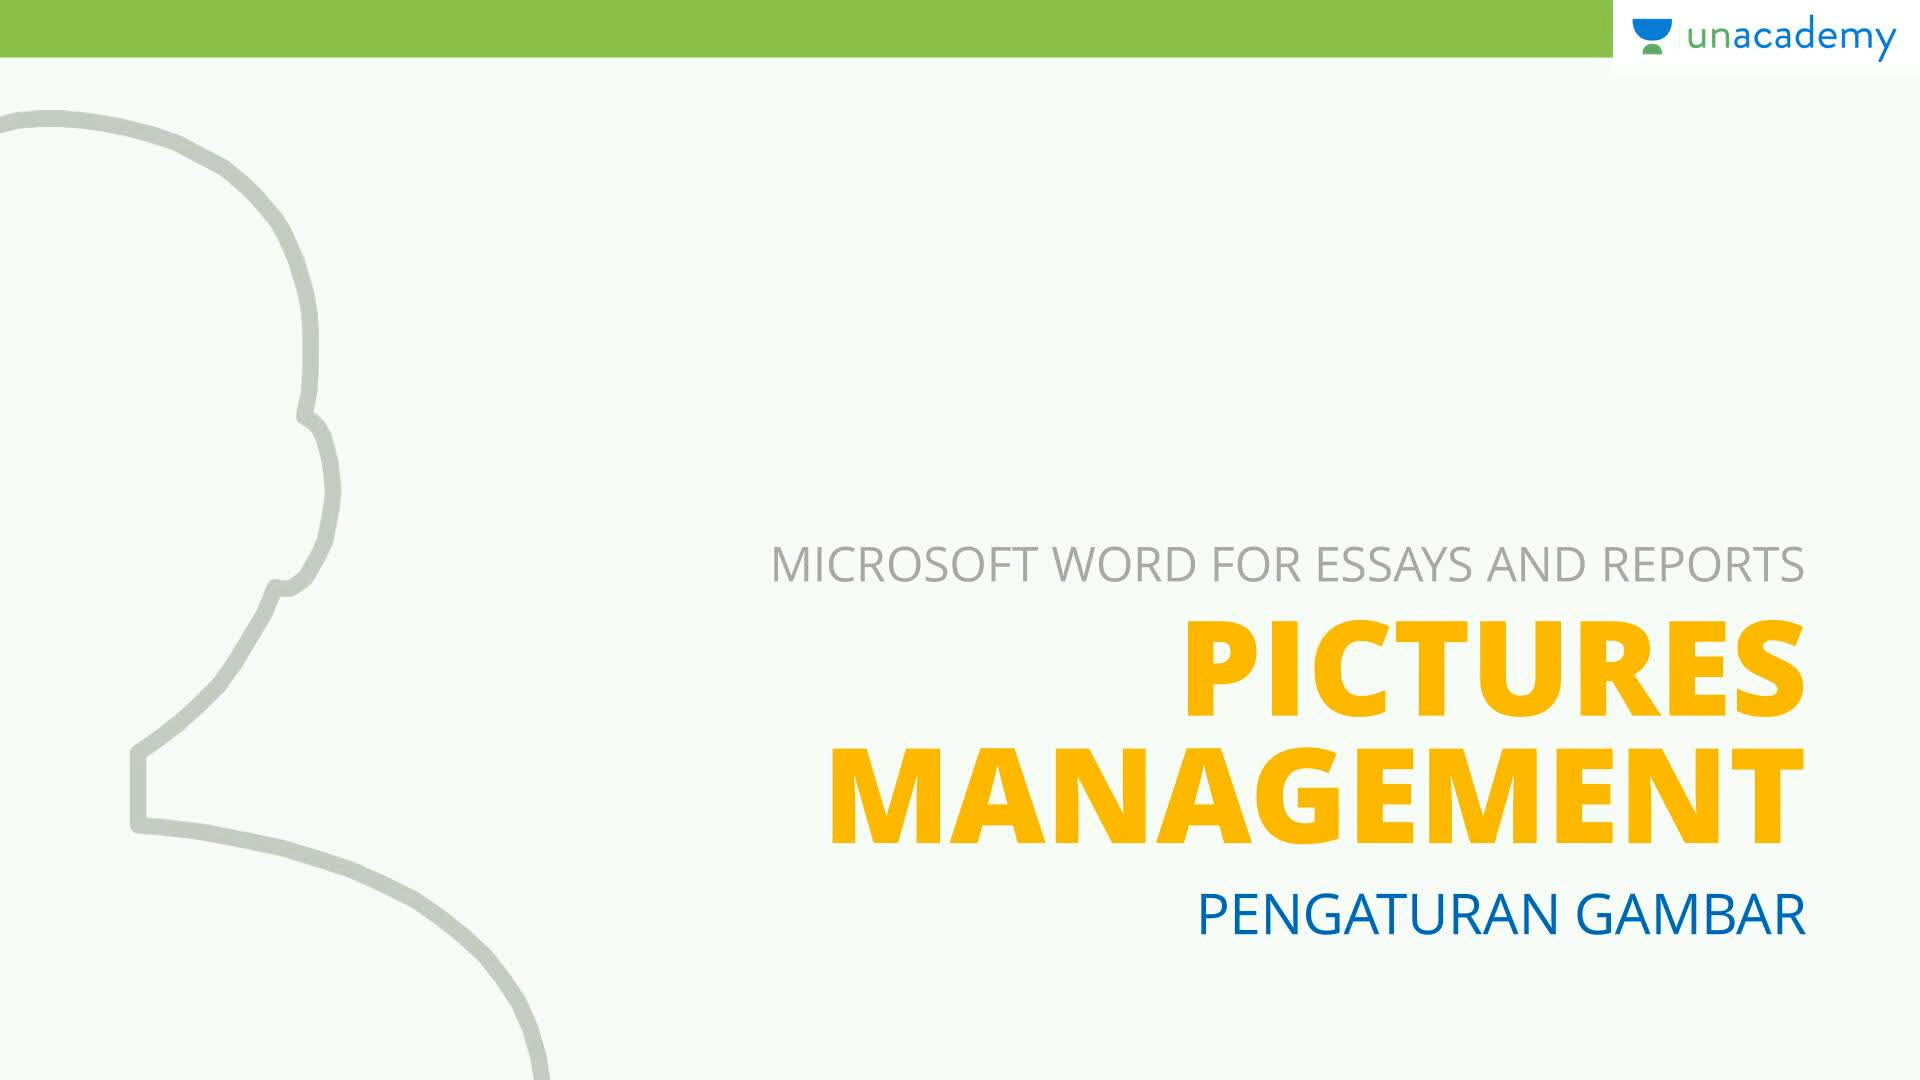 unacademy
MICROSOFT WORD FOR ESSAYS AND REPORTS
PICTURES
MANAGEMENT
PENGATURAN GAMBAR